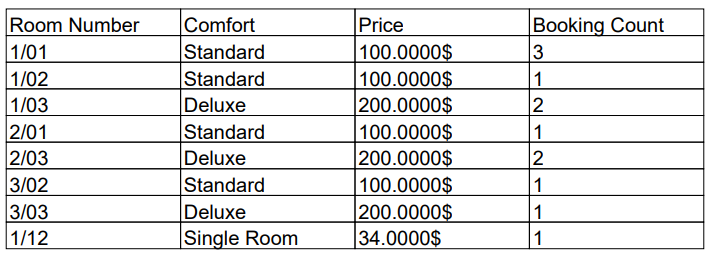 Room Number Comfort Price Booking Count
1/01 Standard 100.0000$ 3
1/02 Standard 100.0000$ 1
1/03 Deluxe 200.0000$ 2
2/01 Standard 100.0000$ 1
2/03 Deluxe 200.0000$ 2
3/02 Standard 100.0000$ 1
3/03 Deluxe 200.0000$ 1
1/12 Single Room 34.0000$ 1